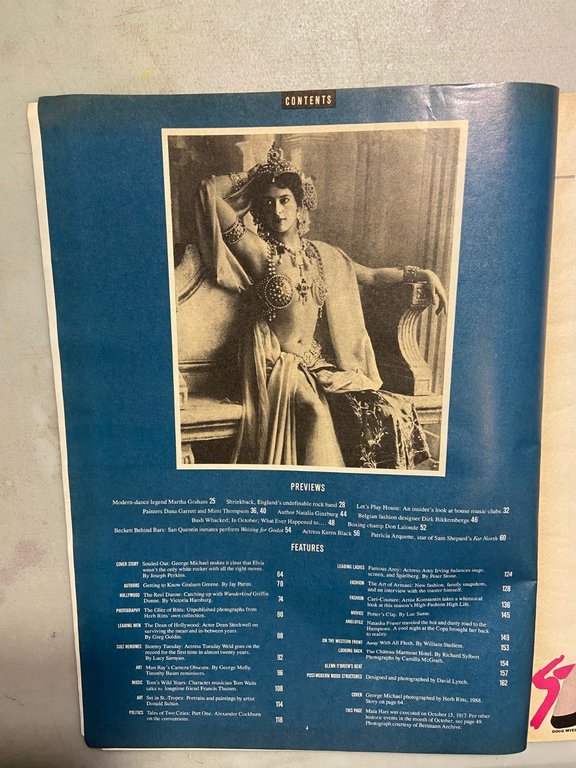 CONTENTS
PREVIEWS
Modern-dance legend Martha Graham 25 Shriekback, England's undefinable rock band 28 Let's Play House: An insider's look at house music clubs 32
Painters Dana Garrett and Mimi Thompson 36, 40 Author Natalia Ginzburg 44 Belgian fashion designer Dirk Bikkembergs 46
Bush Whacked; In October; What Ever Happened to.... 48 Boxing champ Don Lalonde 52
Beckett Behind Bars: San Quentin inmates perform Waiting for Godot 54 Actress Karen Black 56 Patricia Arquette, star of Sam Shepard's Far North 60
FEATURES
COVER STORY Souled Out: George Michael makes it clear that Elvis
wasn't the only white rocker with all the right moves.
By Joseph Perkins. 64
AUTHORS Getting to Know Graham Greene. By Jay Parini. 70
HOLLYWOOD The Reel Dunne: Catching up with Wunderkind Griffin
Dunne. By Victoria Hamburg. 74
PHOTOGRAPHY The Glitz of Ritts: Unpublished photographs from
Herb Ritts' own collection. 80
LEADING MEN The Dean of Hollywood: Actor Dean Stockwell on
surviving the mean and in-between years.
By Greg Goldin. 88
CULT HEROINES Stormy Tuesday: Actress Tuesday Weld goes on the
record for the first time in almost twenty years.
By Lucy Saroyan. 92
ART Man Ray's Camera Obscura. By George Melly.
Timothy Baum reminisces. 96
MUSIC Tom's Wild Years: Character musician Tom Waits
talks to longtime friend Francis Thumm. 108
ART Set in St.-Tropez: Portraits and paintings by artist
Donald Sultan. 114
POLITICS Tales of Two Cities: Part One. Alexander Cockburn
on the conventions. 118
LEADING LADIES Famous Amy: Actress Amy Irving balances stage,
screen, and Spielberg. By Peter Stone. 124
FASHION The Art of Armani: New fashion, family snapshots,
and an interview with the master himself. 128
FASHION Cari-Couture: Artist Konstantin takes a whimsical
look at this season's High-Fashion High Life. 136
MOVIES Potter's Clay: By Luc Sante. 145
ANGLOFILE Natasha Fraser traveled the hot and dusty road to the
Hamptons. A cool night at the Copa brought her back
to reality. 149
ON THE WESTERN FRONT Away With All Flesh. By William Stadiem. 153
LOOKING BACK The Château Marmont Hotel. By Richard Sylbert.
Photographs by Camilla McGrath. 154
GLENN O'BRIEN'S BEAT 157
POST-MODERN MOOD STRUCTURES Designed and photographed by David Lynch. 162
COVER George Michael photographed by Herb Ritts, 1988.
Story on page 64.
THIS PAGE Mata Hari was executed on October 15, 1917. For other
historic events in the month of October, see page 49.
Photograph courtesy of Bettmann Archive.
DOUG MYE